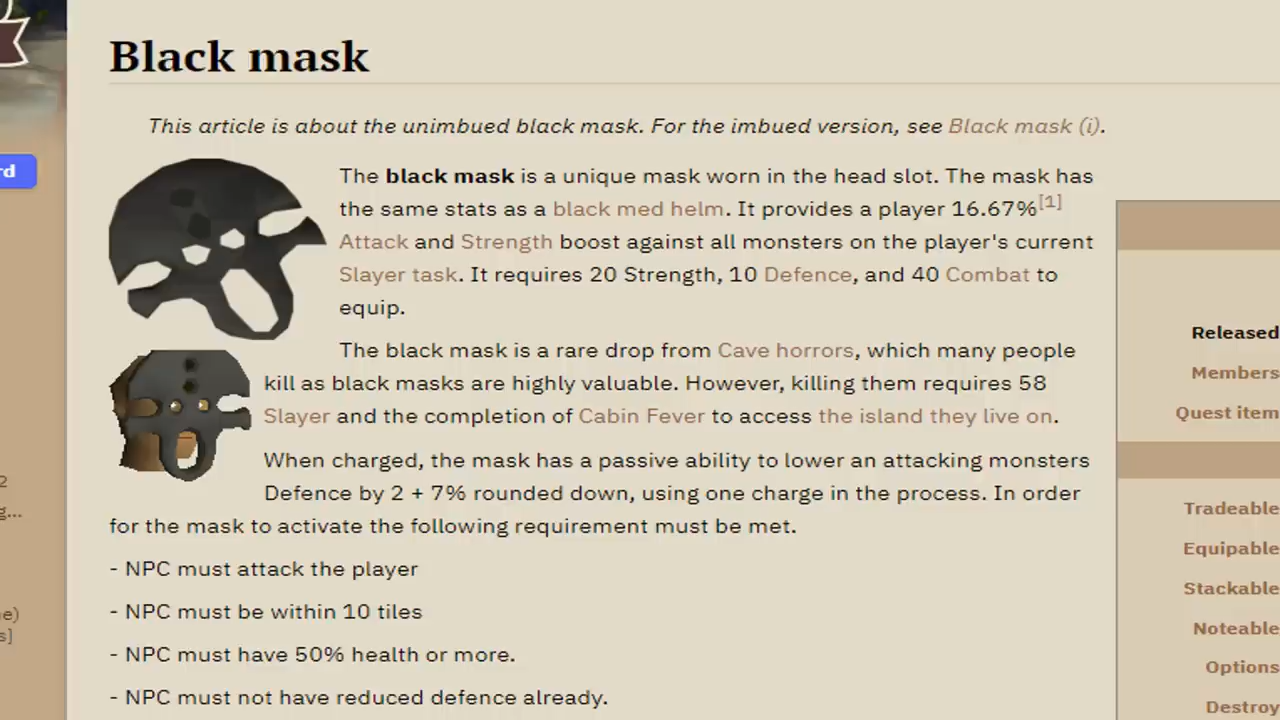 Black mask
This article is about the unimbued black mask. For the imbued version, see Black mask (i).
rd
The black mask is a unique mask worn in the head slot. The mask has
the same stats as a black med helm. It provides a player 16.67%[1]
Attack and Strength boost against all monsters on the player's current
Slayer task. It requires 20 Strength, 10 Defence, and 40 Combat to
equip.
The black mask is a rare drop from Cave horrors, which many people
kill as black masks are highly valuable. However, killing them requires 58
Slayer and the completion of Cabin Fever to access the island they live on.
When charged, the mask has a passive ability to lower an attacking monsters
Defence by 2 + 7% rounded down, using one charge in the process. In order
for the mask to activate the following requirement must be met.
- NPC must attack the player
- NPC must be within 10 tiles
- NPC must have 50% health or more.
- NPC must not have reduced defence already.
Released
Members
Quest item
Tradeable
Equipable
Stackable
Noteable
Options
Destroy
2
g...
e)
s]